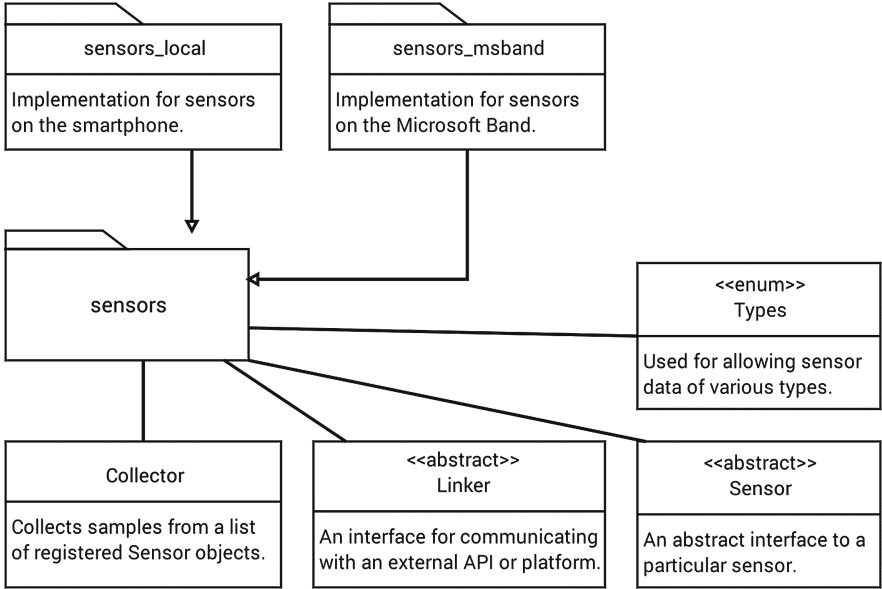 sensors_local
Implementation for sensors
on the smartphone.
sensors_msband
Implementation for sensors
on the Microsoft Band.
sensors
<<enum>>
Types
Used for allowing sensor
data of various types.
Collector
Collects samples from a list
of registered Sensor objects.
<<abstract>>
Linker
An interface for communicating
with an external API or platform.
<<abstract>>
Sensor
An abstract interface to a
particular sensor.